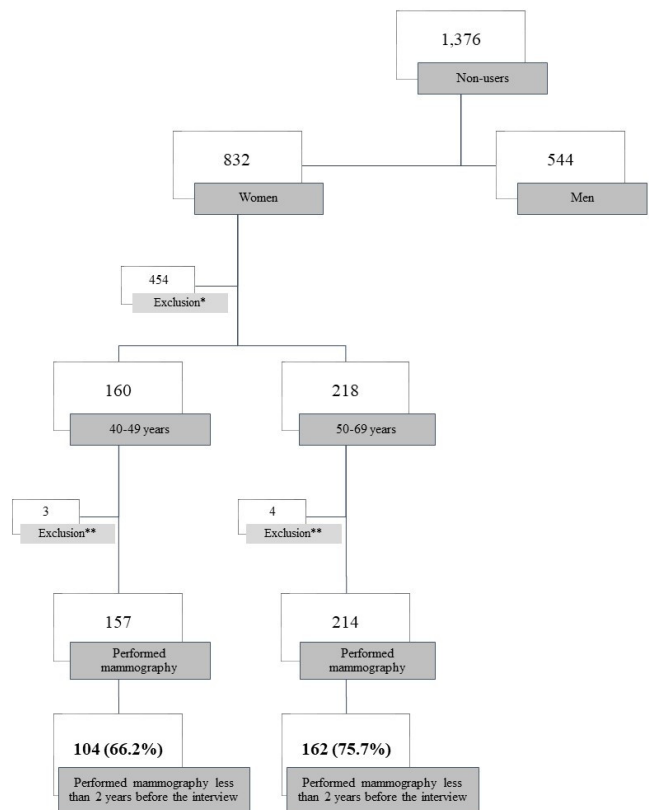 1,376
Non-users
832
544
Women
Men
454
Exclusion*
160
218
40-49 years
50-69 years
3
4
Exclusion**
Exclusion**
157
214
Performed
mammography
Performed
mammography
104 (66.2%)
162 (75.7%)
Performed mammography less
than 2 years before the interview
Performed mammography less
than 2 years before the interview